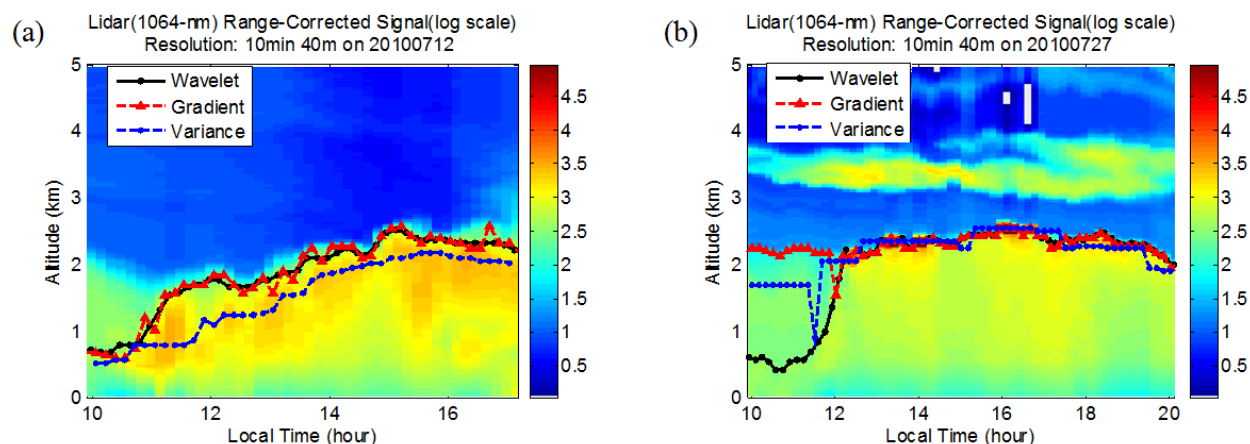 (a)
Lidar(1064-nm) Range-Corrected Signal(log scale)
Resolution: 10min 40m on 20100712
Wavelet
Gradient
Variance
Altitude (km)
5
4
3
2
1
0
10
12
14
16
Local Time (hour)
4.5
4
3.5
3
2.5
2
1.5
1
0.5
(b)
Lidar(1064-nm) Range-Corrected Signal(log scale)
Resolution: 10min 40m on 20100727
Wavelet
Gradient
Variance
Altitude (km)
5
4
3
2
1
0
10
12
14
16
18
20
Local Time (hour)
4.5
4
3.5
3
2.5
2
1.5
1
0.5